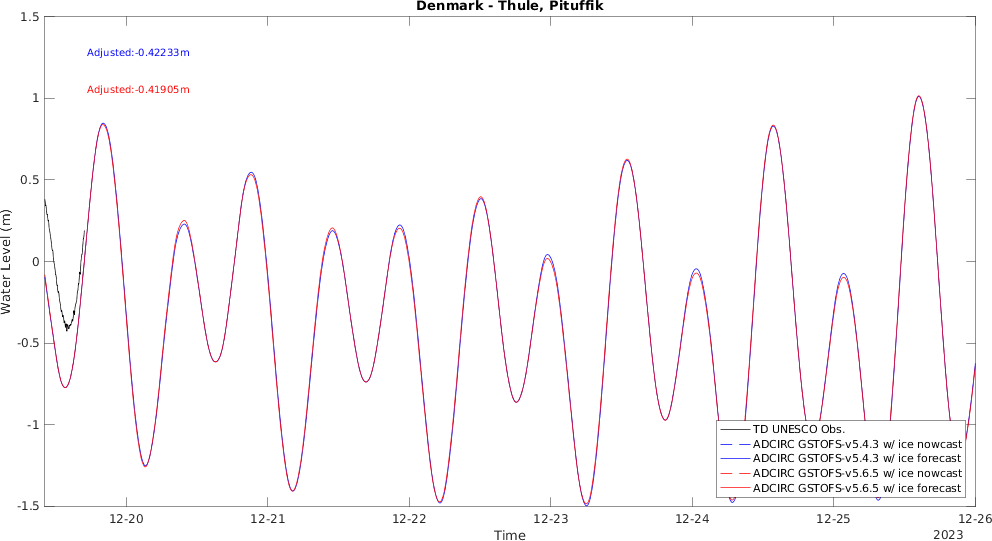 Denmark - Thule, Pituffik
1.5
Adjusted:-0.42233m
Adjusted:-0.41905m
1
0.5
0
-0.5
-1
-1.5
Water Level (m)
TD UNESCO Obs.
ADCIRC GSTOFS-v5.4.3 w/ ice nowcast
ADCIRC GSTOFS-v5.4.3 w/ ice forecast
ADCIRC GSTOFS-v5.6.5 w/ ice nowcast
ADCIRC GSTOFS-v5.6.5 w/ ice forecast
12-20 12-21 12-22 12-23 12-24 12-25 12-26
Time
2023